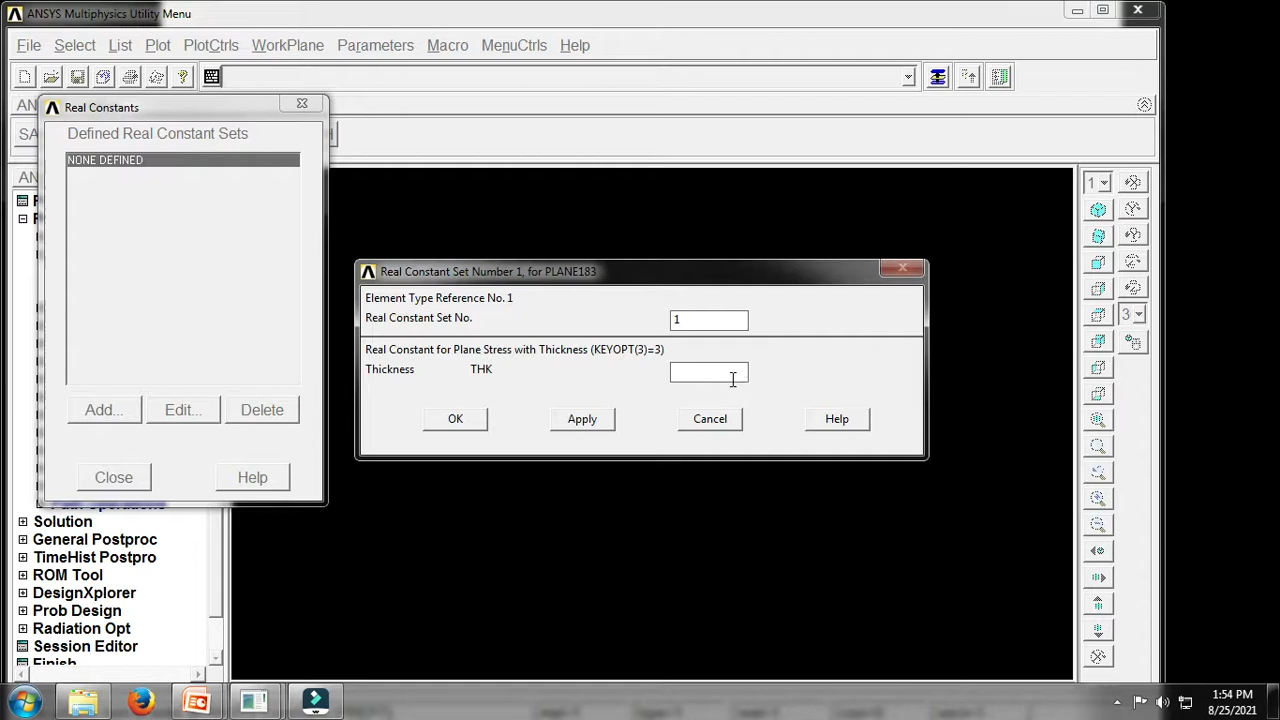 ANSYS Multiphysics Utility Menu
File Select List Plot PlotCtrls WorkPlane Parameters Macro MenuCtrls Help
Real Constants
Defined Real Constant Sets
NONE DEFINED
Add... Edit... Delete
Close Help
Real Constant Set Number 1, for PLANE183
Element Type Reference No. 1
Real Constant Set No. 1
Real Constant for Plane Stress with Thickness (KEYOPT(3)=3)
Thickness THK
OK Apply Cancel Help
1
3
Solution
General Postproc
TimeHist Postpro
ROM Tool
DesignXplorer
Prob Design
Radiation Opt
Session Editor
Finish
1:54 PM
8/25/2021